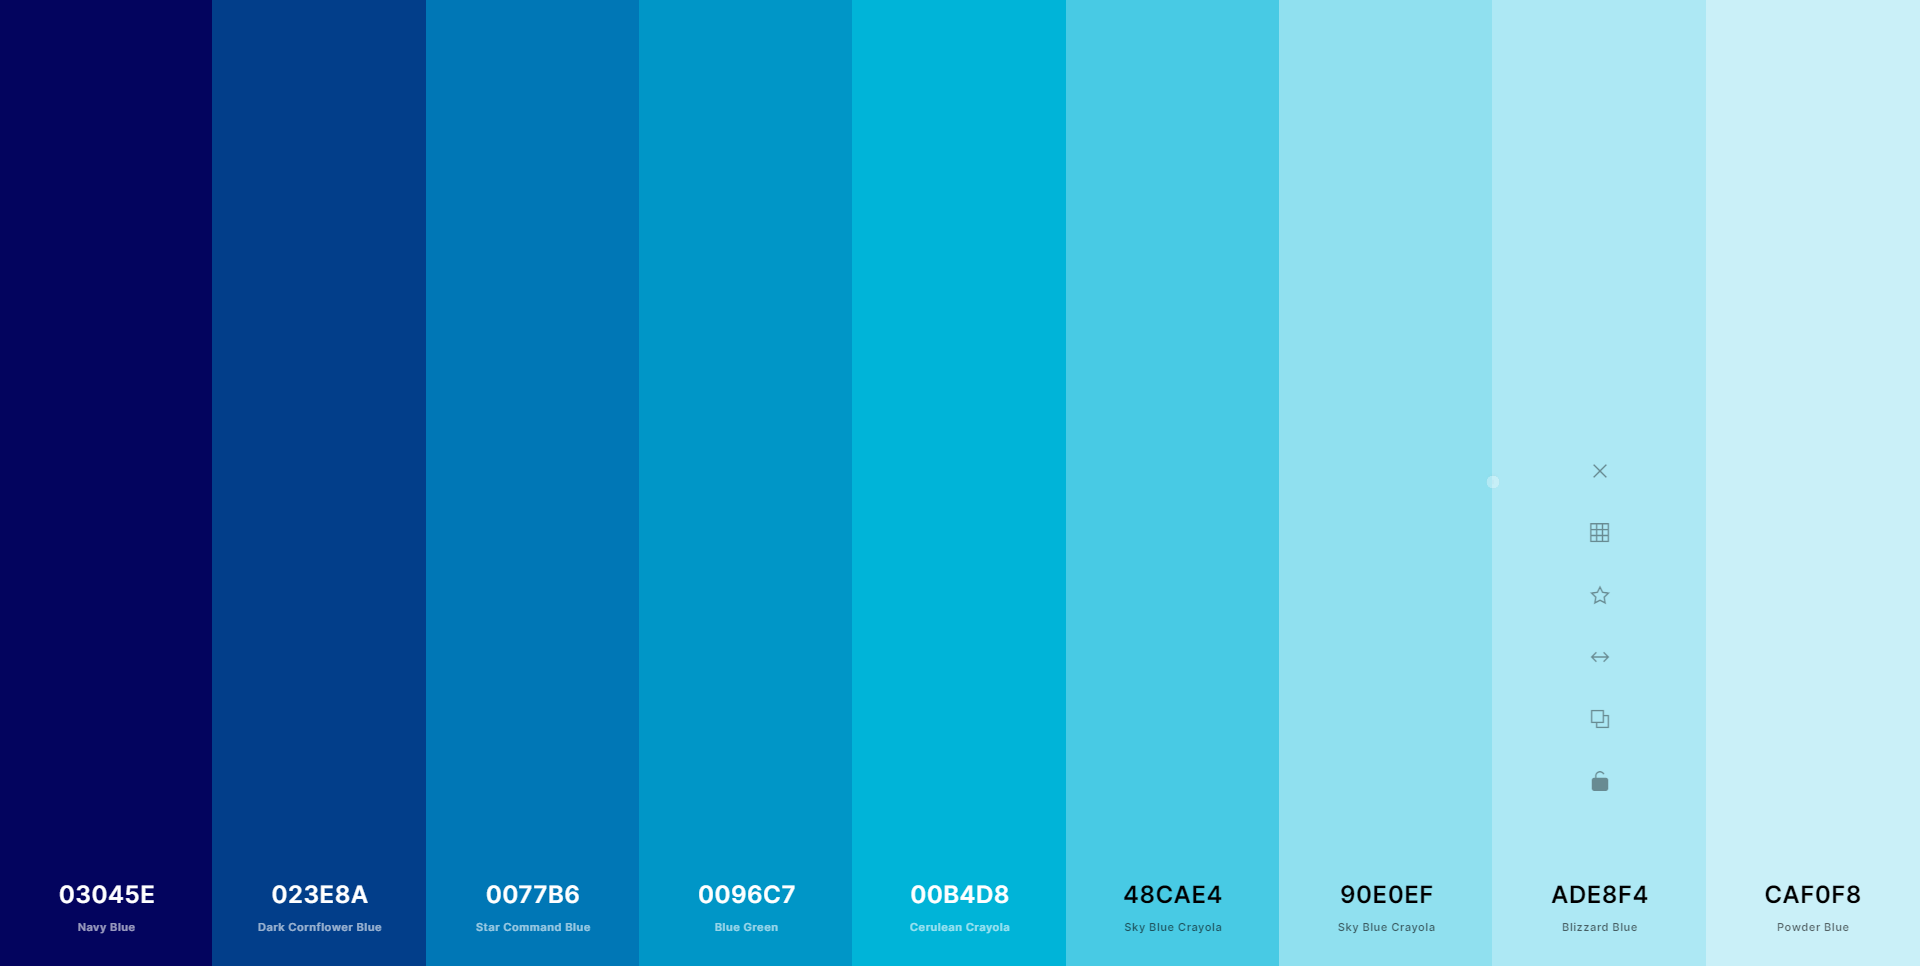 03045E
Navy Blue
023E8A
Dark Cornflower Blue
0077B6
Star Command Blue
0096C7
Blue Green
00B4D8
Cerulean Crayola
48CAE4
Sky Blue Crayola
90E0EF
Sky Blue Crayola
ADE8F4
Blizzard Blue
CAF0F8
Powder Blue